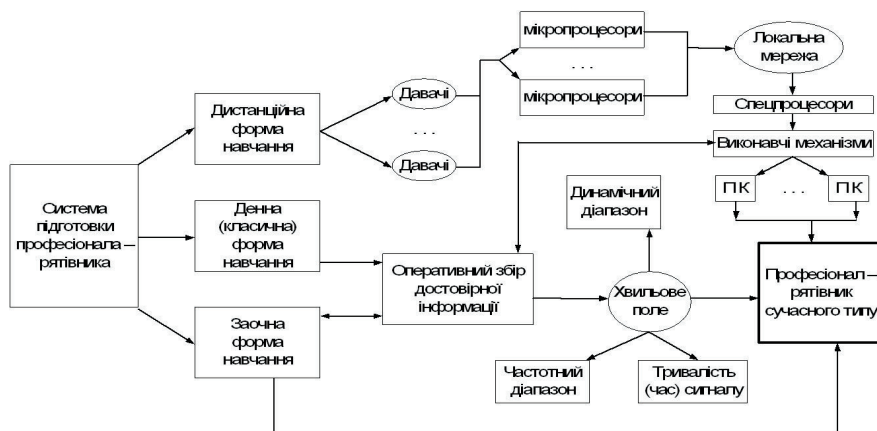 мікропроцесори
. . .
мікропроцесори
Локальна
мережа
Спецпроцесори
Виконавчі механізми
ПК
. . .
ПК
Давачі
. . .
Давачі
Дистанційна
форма
навчання
Система
підготовки
професіонала –
рятівника
Денна
(класична)
форма
навчання
Заочна
форма
навчання
Оперативний збір
достовірної
інформації
Динамічний
діапазон
Хвильове
поле
Частотний
діапазон
Тривалість
(час) сигналу
Професіонал –
рятівник
сучасного типу